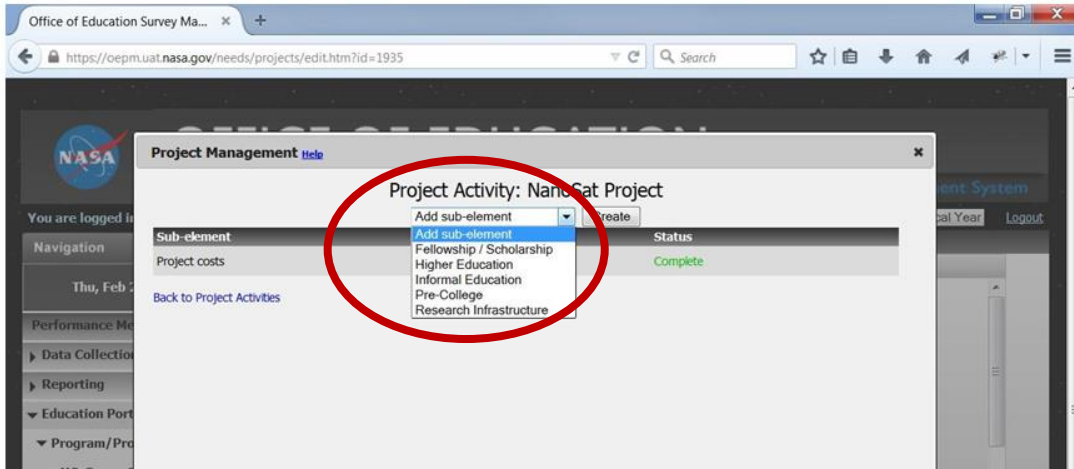 Office of Education Survey Ma...
https://oepm.uat.nasa.gov/needs/projects/edit.htm?id=1935
Search
NASA
Project Management Help
Project Activity: NanoSat Project
Add sub-element
Create
ent System
You are logged i
cal Year
Logout
Sub-element
Status
Add sub-element
Fellowship / Scholarship
Higher Education
Informal Education
Pre-College
Research Infrastructure
Project costs
Complete
Back to Project Activities
Navigation
Thu, Feb 2
Performance Me
Data Collection
Reporting
Education Port
Program/Pro